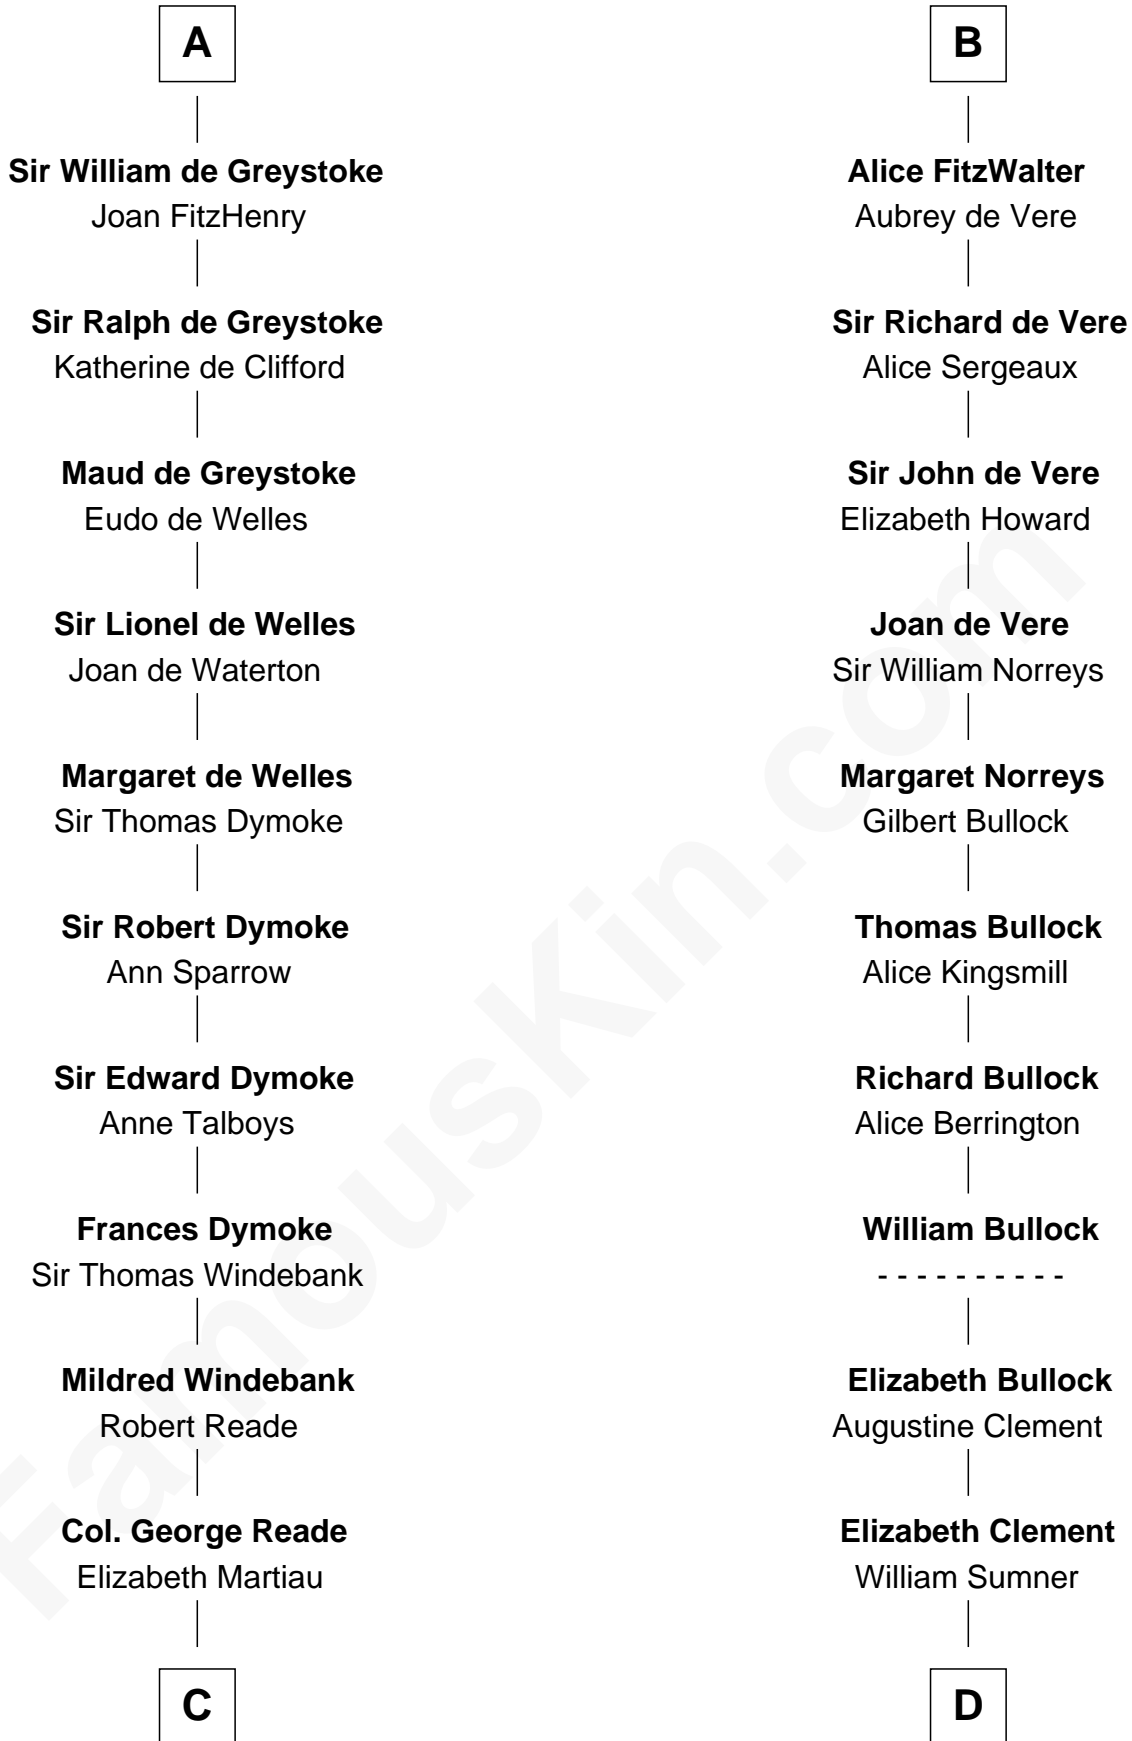 A
Sir William de Greystoke
Joan FitzHenry
Sir Ralph de Greystoke
Katherine de Clifford
Maud de Greystoke
Eudo de Welles
Sir Lionel de Welles
Joan de Waterton
Margaret de Welles
Sir Thomas Dymoke
Sir Robert Dymoke
Ann Sparrow
Sir Edward Dymoke
Anne Talboys
Frances Dymoke
Sir Thomas Windebank
Mildred Windebank
Robert Reade
Col. George Reade
Elizabeth Martiau
C
B
Alice FitzWalter
Aubrey de Vere
Sir Richard de Vere
Alice Sergeaux
Sir John de Vere
Elizabeth Howard
Joan de Vere
Sir William Norreys
Margaret Norreys
Gilbert Bullock
Thomas Bullock
Alice Kingsmill
Richard Bullock
Alice Berrington
William Bullock
- - - - - - - - - -
Elizabeth Bullock
Augustine Clement
Elizabeth Clement
William Sumner
D
FamousKin.com